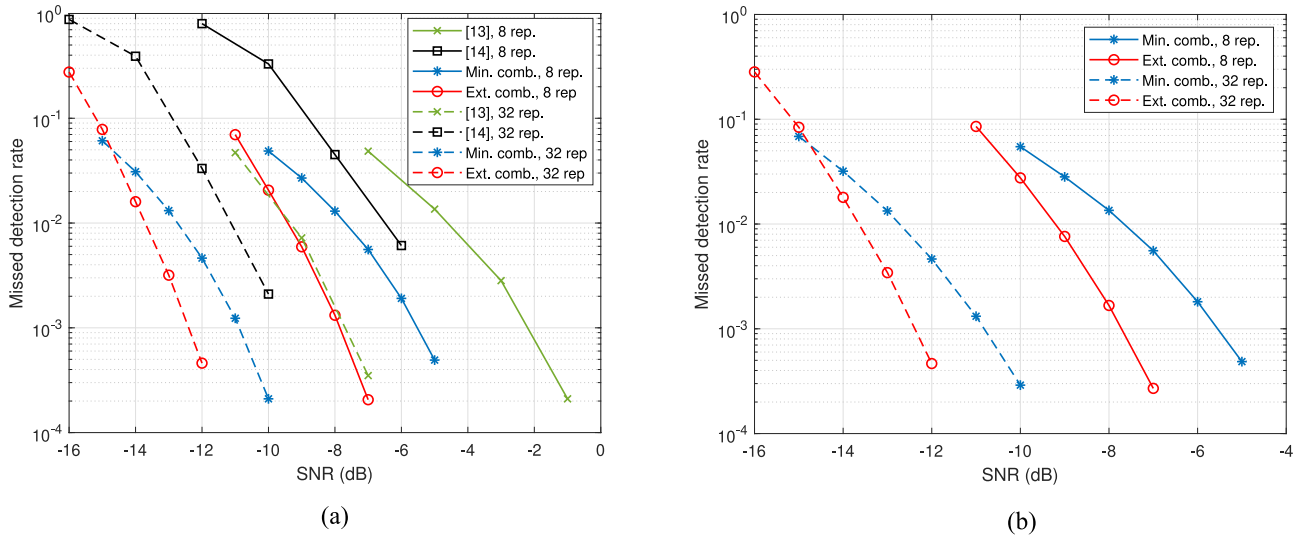 10^0
10^-1
10^-2
10^-3
10^-4
Missed detection rate
-16 -14 -12 -10 -8 -6 -4 -2 0
SNR (dB)
[13], 8 rep.
[14], 8 rep.
Min. comb., 8 rep.
Ext. comb., 8 rep
[13], 32 rep.
[14], 32 rep.
Min. comb., 32 rep
Ext. comb., 32 rep
(a)
10^0
10^-1
10^-2
10^-3
10^-4
Missed detection rate
-16 -14 -12 -10 -8 -6 -4
SNR (dB)
Min. comb., 8 rep.
Ext. comb., 8 rep.
Min. comb., 32 rep.
Ext. comb., 32 rep.
(b)